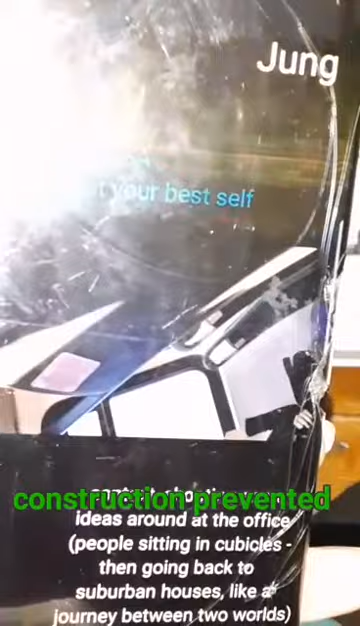 Jung
your best self
construction prevented
ideas around at the office
(people sitting in cubicles -
then going back to
suburban houses, like a
journey between two worlds)